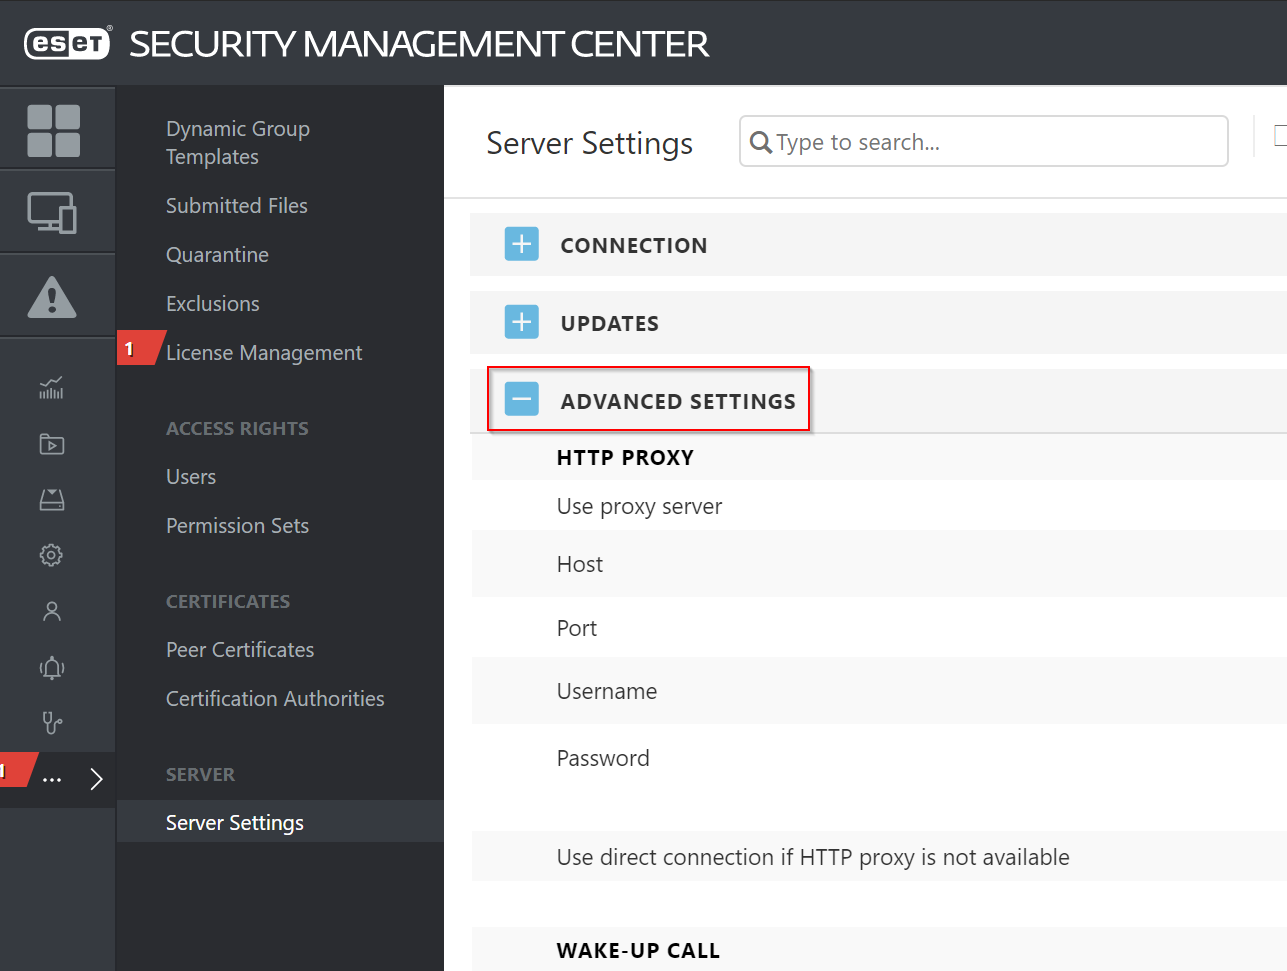 eset® SECURITY MANAGEMENT CENTER
Dynamic Group
Templates
Submitted Files
Quarantine
Exclusions
1 License Management
ACCESS RIGHTS
Users
Permission Sets
CERTIFICATES
Peer Certificates
Certification Authorities
1 ...
SERVER
Server Settings
Server Settings
Type to search...
CONNECTION
UPDATES
ADVANCED SETTINGS
HTTP PROXY
Use proxy server
Host
Port
Username
Password
Use direct connection if HTTP proxy is not available
WAKE-UP CALL